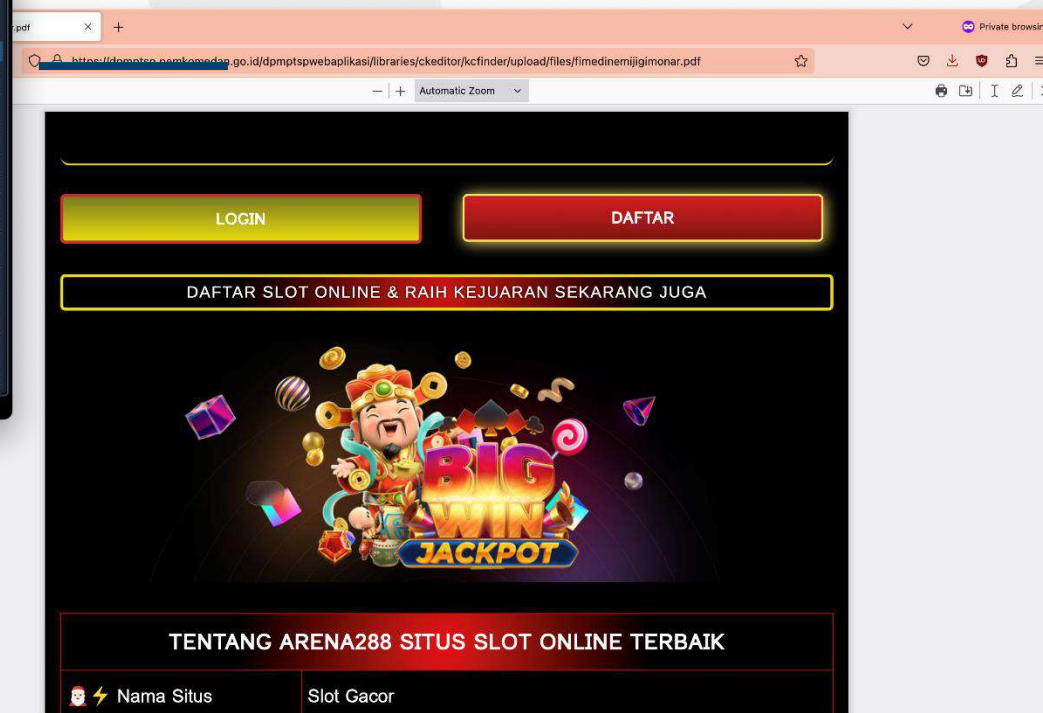 .pdf
Private browsin
.go.id/dpmptspwebaplikasi/libraries/ckeditor/kcfinder/upload/files/fimedinemijigimonar.pdf
Automatic Zoom
LOGIN
DAFTAR
DAFTAR SLOT ONLINE & RAIH KEJUARAN SEKARANG JUGA
BIG
WIN
JACKPOT
TENTANG ARENA288 SITUS SLOT ONLINE TERBAIK
Nama Situs
Slot Gacor